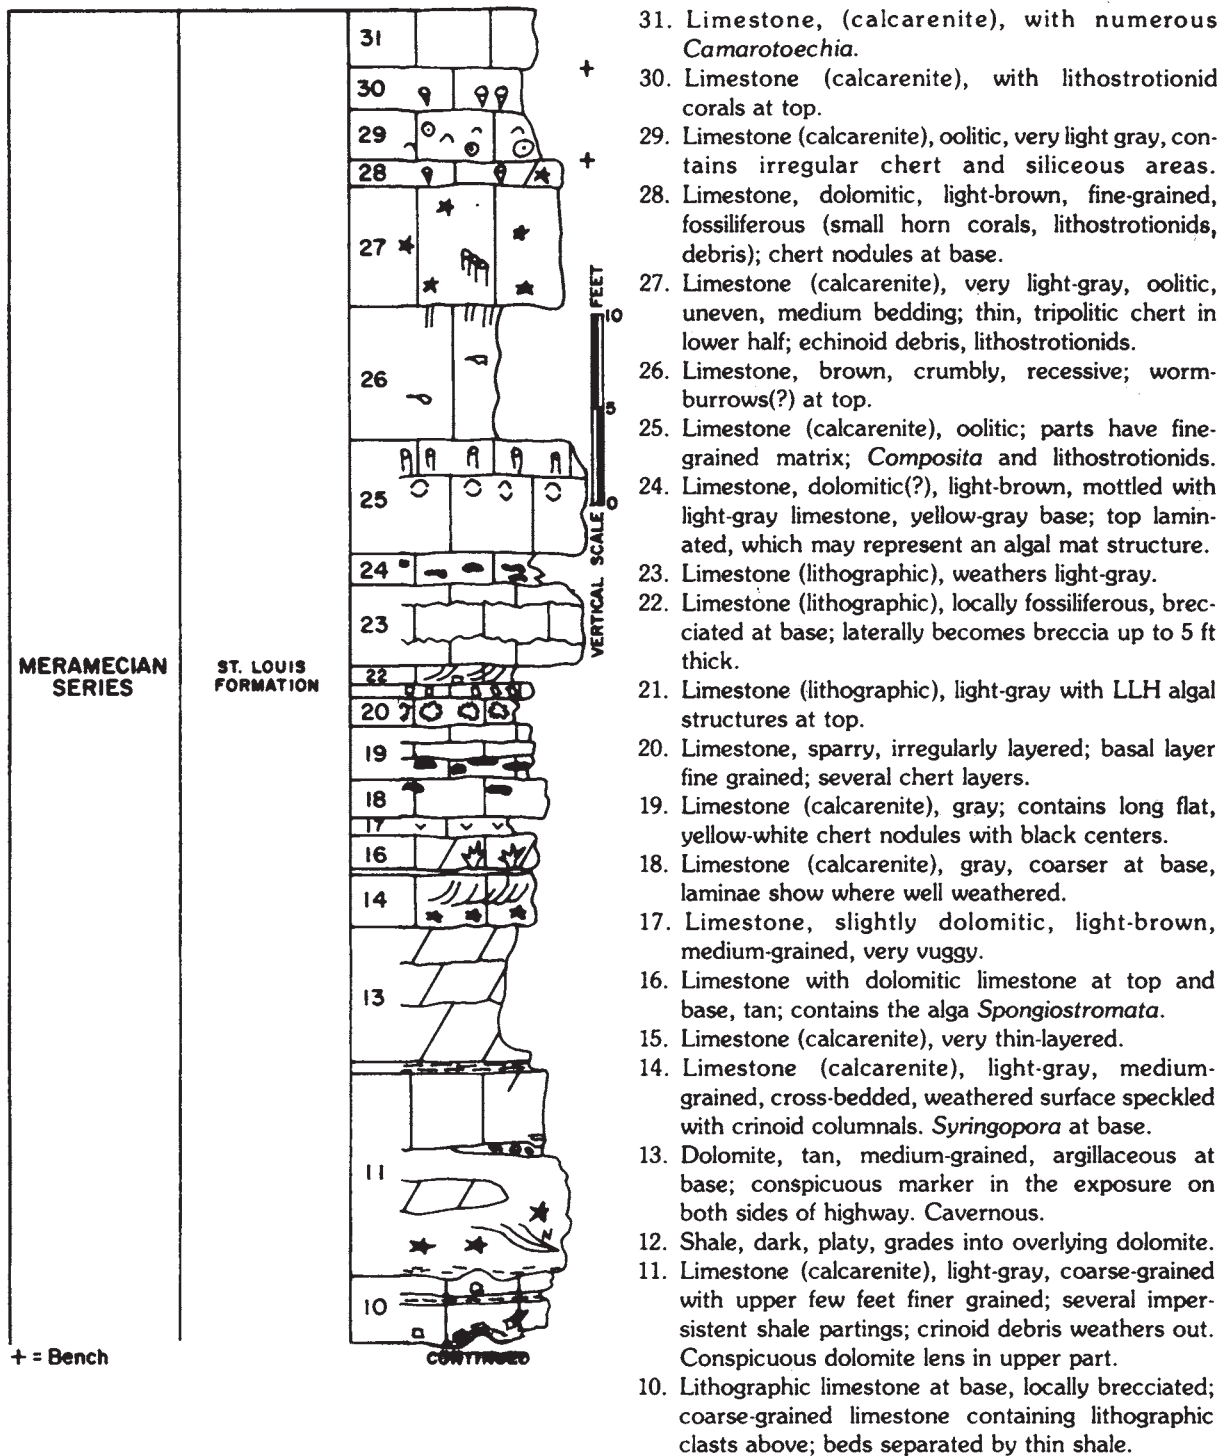 31
30
29
28
27
26
25
24
23
22
20
19
18
17
16
14
13
11
10
MERAMECIAN
SERIES
ST. LOUIS
FORMATION
+ = Bench
CONTINUED
VERTICAL SCALE FEET
10
5
0
31. Limestone, (calcarenite), with numerous
Camarotoechia.
30. Limestone (calcarenite), with lithostrotionid
corals at top.
29. Limestone (calcarenite), oolitic, very light gray, con-
tains irregular chert and siliceous areas.
28. Limestone, dolomitic, light-brown, fine-grained,
fossiliferous (small horn corals, lithostrotionids,
debris); chert nodules at base.
27. Limestone (calcarenite), very light-gray, oolitic,
uneven, medium bedding; thin, tripolitic chert in
lower half; echinoid debris, lithostrotionids.
26. Limestone, brown, crumbly, recessive; worm-
burrows(?) at top.
25. Limestone (calcarenite), oolitic; parts have fine-
grained matrix; Composita and lithostrotionids.
24. Limestone, dolomitic(?), light-brown, mottled with
light-gray limestone, yellow-gray base; top lamin-
ated, which may represent an algal mat structure.
23. Limestone (lithographic), weathers light-gray.
22. Limestone (lithographic), locally fossiliferous, brec-
ciated at base; laterally becomes breccia up to 5 ft
thick.
21. Limestone (lithographic), light-gray with LLH algal
structures at top.
20. Limestone, sparry, irregularly layered; basal layer
fine grained; several chert layers.
19. Limestone (calcarenite), gray; contains long flat,
yellow-white chert nodules with black centers.
18. Limestone (calcarenite), gray, coarser at base,
laminae show where well weathered.
17. Limestone, slightly dolomitic, light-brown,
medium-grained, very vuggy.
16. Limestone with dolomitic limestone at top and
base, tan; contains the alga Spongiostromata.
15. Limestone (calcarenite), very thin-layered.
14. Limestone (calcarenite), light-gray, medium-
grained, cross-bedded, weathered surface speckled
with crinoid columnals. Syringopora at base.
13. Dolomite, tan, medium-grained, argillaceous at
base; conspicuous marker in the exposure on
both sides of highway. Cavernous.
12. Shale, dark, platy, grades into overlying dolomite.
11. Limestone (calcarenite), light-gray, coarse-grained
with upper few feet finer grained; several imper-
sistent shale partings; crinoid debris weathers out.
Conspicuous dolomite lens in upper part.
10. Lithographic limestone at base, locally brecciated;
coarse-grained limestone containing lithographic
clasts above; beds separated by thin shale.